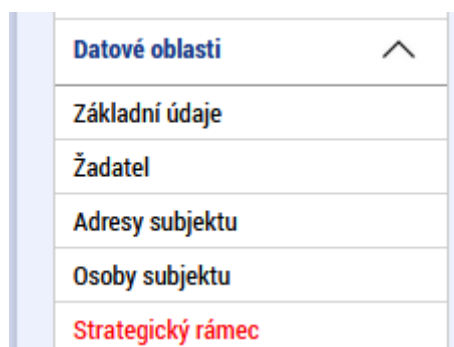 Datové oblasti
Základní údaje
Žadatel
Adresy subjektu
Osoby subjektu
Strategický rámec